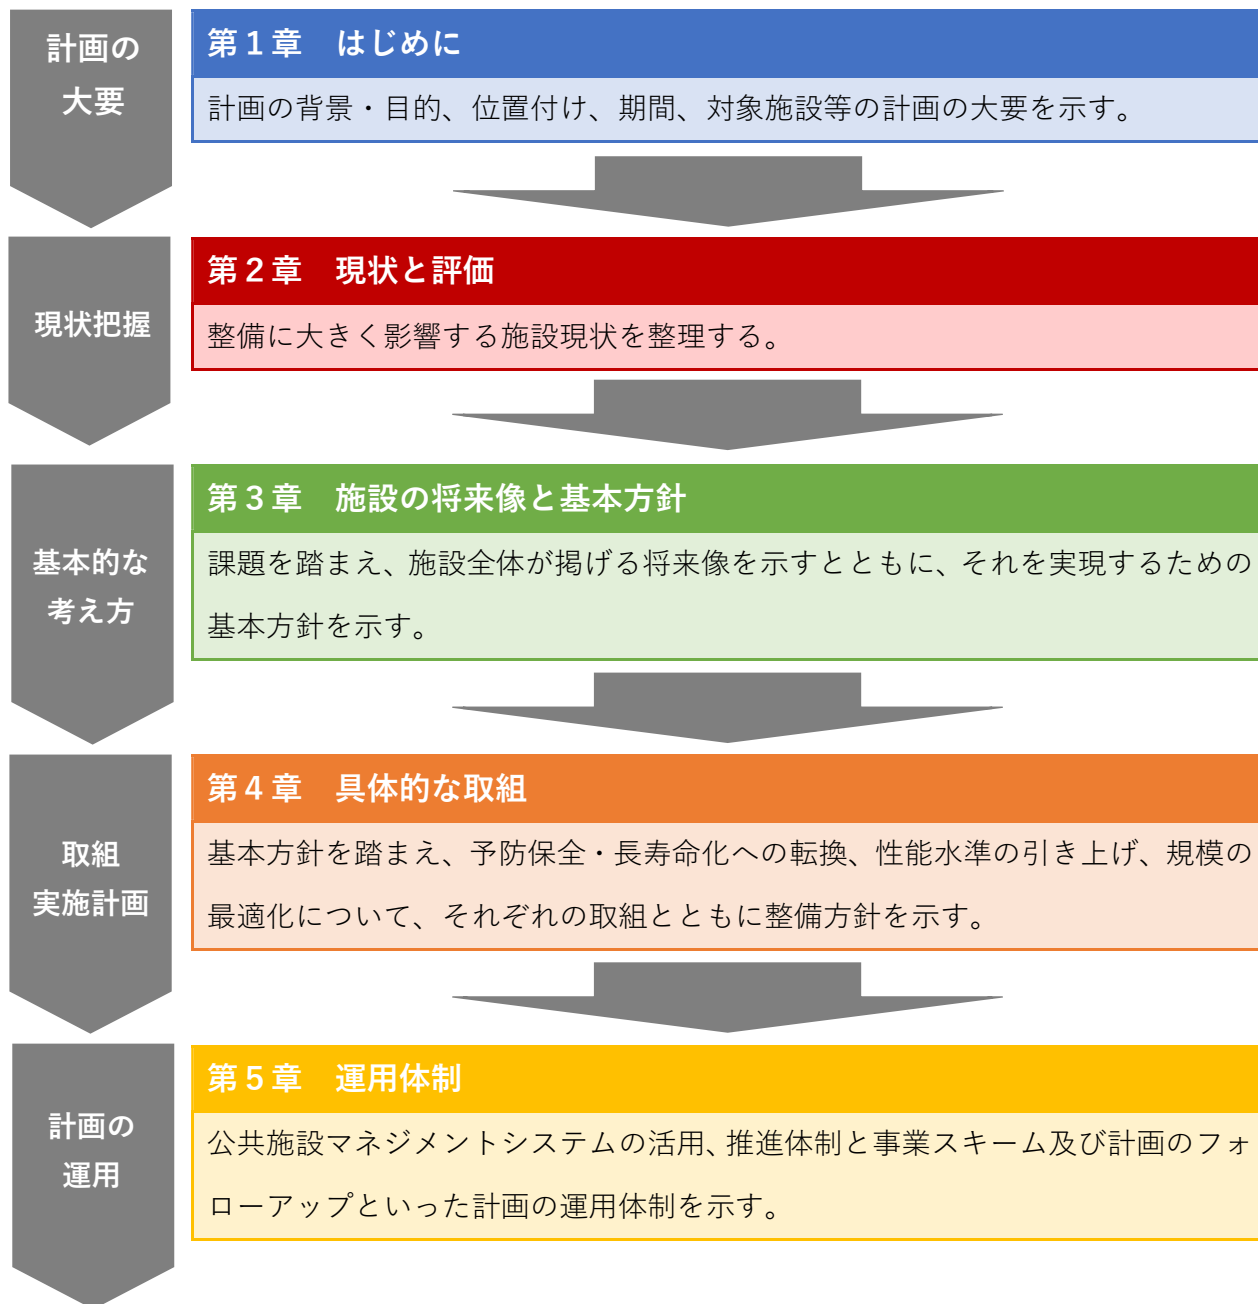 計画の
大要
第1章　はじめに
計画の背景・目的、位置付け、期間、対象施設等の計画の大要を示す。
現状把握
第2章　現状と評価
整備に大きく影響する施設現状を整理する。
基本的な
考え方
第3章　施設の将来像と基本方針
課題を踏まえ、施設全体が掲げる将来像を示すとともに、それを実現するための
基本方針を示す。
取組
実施計画
第4章　具体的な取組
基本方針を踏まえ、予防保全・長寿命化への転換、性能水準の引き上げ、規模の
最適化について、それぞれの取組とともに整備方針を示す。
計画の
運用
第5章　運用体制
公共施設マネジメントシステムの活用、推進体制と事業スキーム及び計画のフォ
ローアップといった計画の運用体制を示す。